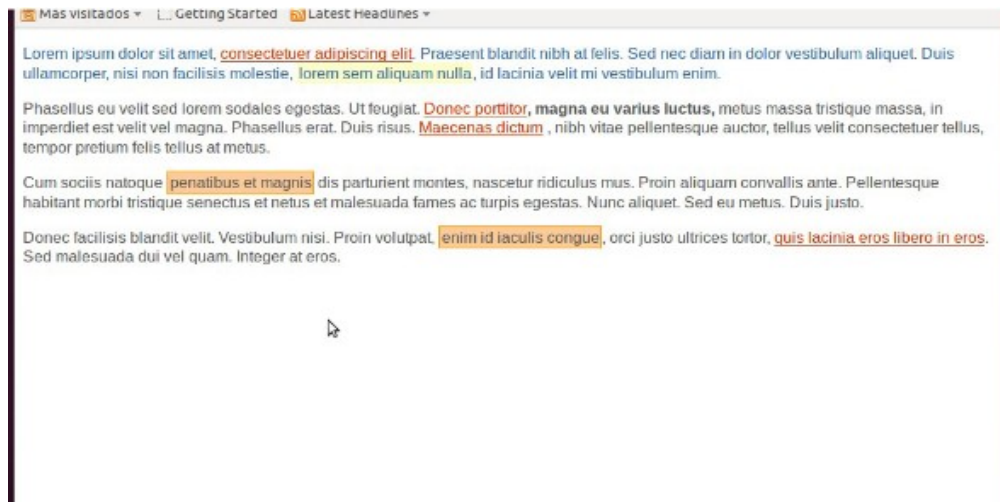 Más visitados Getting Started Latest Headlines
Lorem ipsum dolor sit amet, consectetuer adipiscing elit. Praesent blandit nibh at felis. Sed nec diam in dolor vestibulum aliquet. Duis
ullamcorper, nisi non facilisis molestie, lorem sem aliquam nulla, id lacinia velit mi vestibulum enim.
Phasellus eu velit sed lorem sodales egestas. Ut feugiat. Donec porttitor, magna eu varius luctus, metus massa tristique massa, in
imperdiet est velit vel magna. Phasellus erat. Duis risus. Maecenas dictum , nibh vitae pellentesque auctor, tellus velit consectetuer tellus,
tempor pretium felis tellus at metus.
Cum sociis natoque penatibus et magnis dis parturient montes, nascetur ridiculus mus. Proin aliquam convallis ante. Pellentesque
habitant morbi tristique senectus et netus et malesuada fames ac turpis egestas. Nunc aliquet. Sed eu metus. Duis justo.
Donec facilisis blandit velit. Vestibulum nisi. Proin volutpat, enim id iaculis congue, orci justo ultrices tortor, quis lacinia eros libero in eros.
Sed malesuada dui vel quam. Integer at eros.